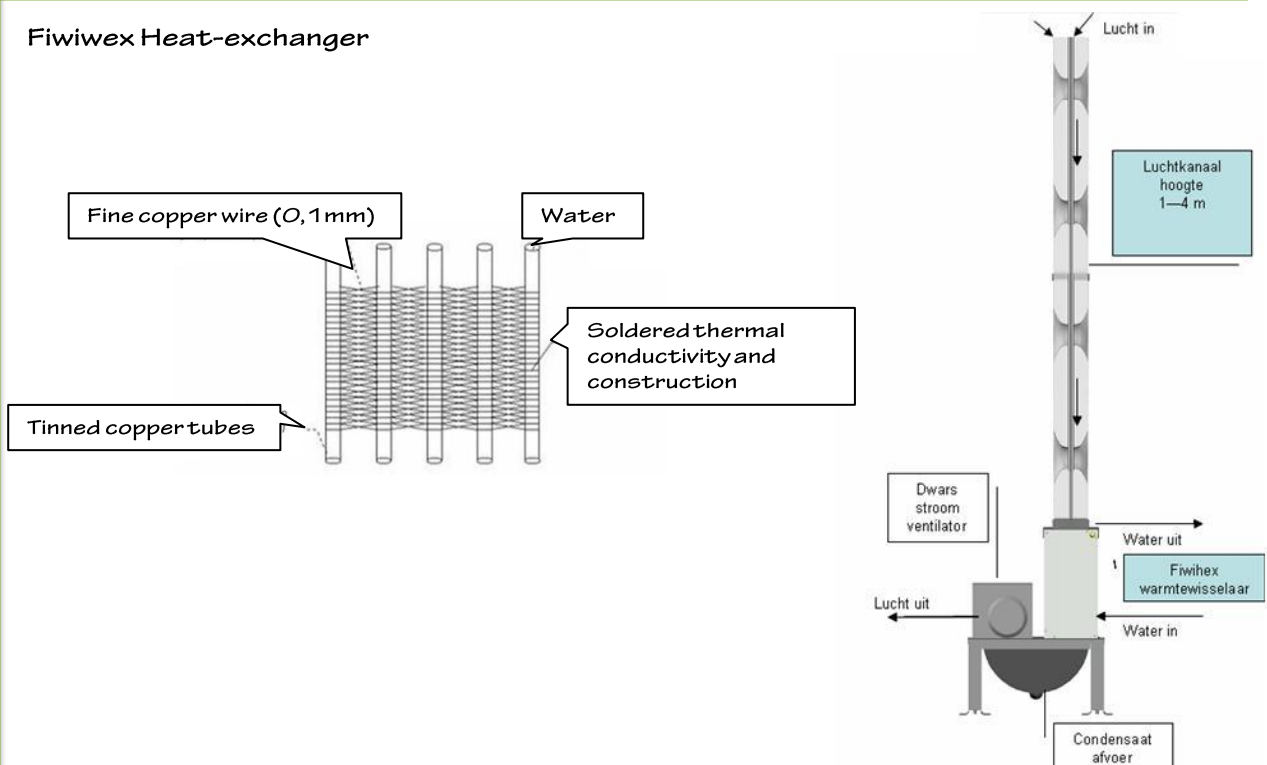 Fiwiwex Heat-exchanger
Lucht in
Luchtkanaal
hoogte
1—4 m
Fine copper wire (0,1mm)
Water
Soldered thermal
conductivity and
construction
Tinned copper tubes
Dwars
stroom
ventilator
Water uit
Fiwihex
warmtewisselaar
Lucht uit
Water in
Condensaat
afvoer